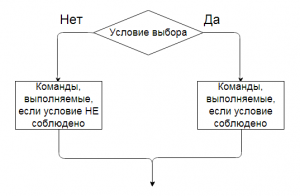 Нет
Да
Условие выбора
Команды,
выполняемые,
если условие НЕ
соблюдено
Команды,
выполняемые,
если условие
соблюдено